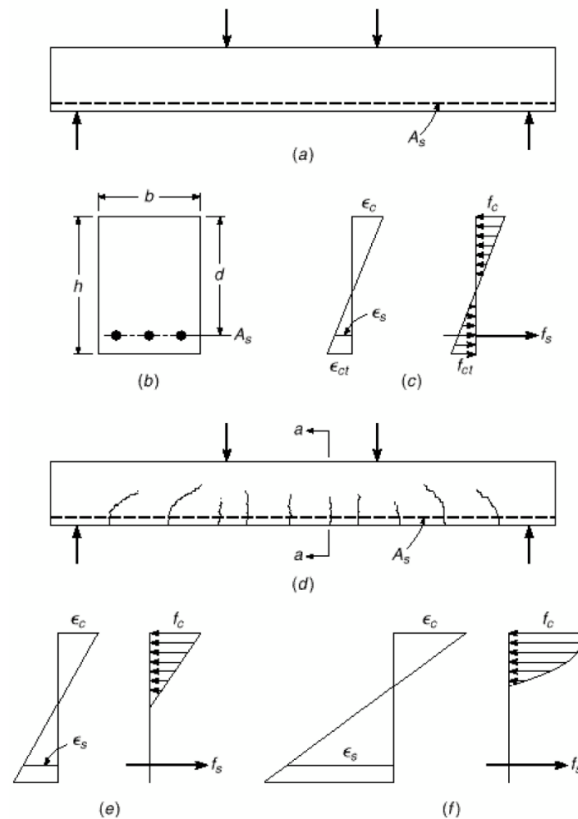 A_s
(a)
b
h
d
A_s
(b)
ϵ_c
ϵ_s
ϵ_ct
f_c
f_s
f_ct
(c)
a
a
A_s
(d)
ϵ_c
ϵ_s
f_c
f_s
(e)
ϵ_c
ϵ_s
f_c
f_s
(f)